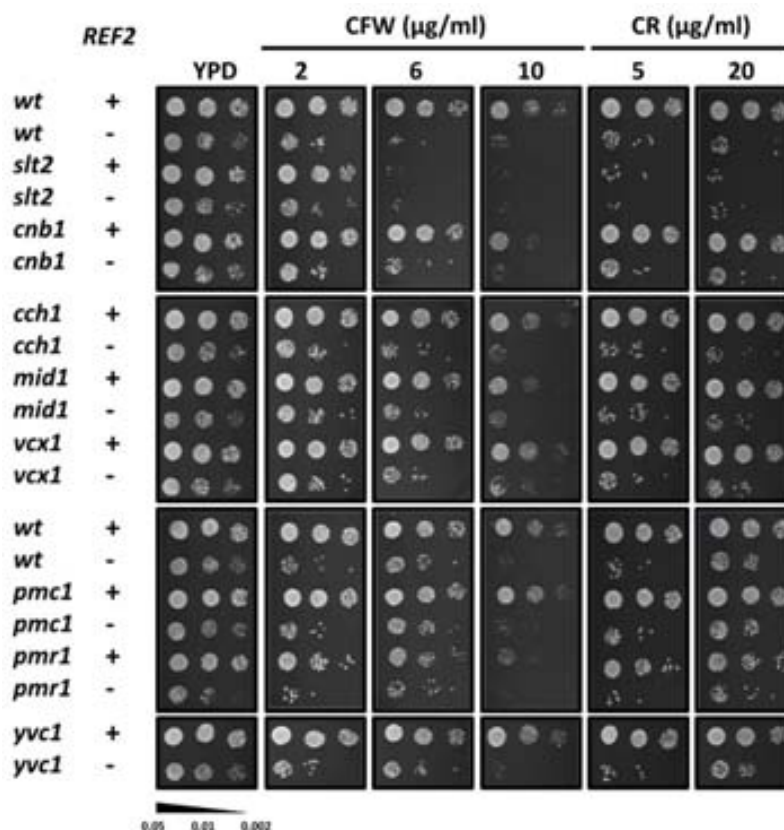 REF2 CFW (µg/ml) CR (µg/ml)
YPD 2 6 10 5 20
wt +
wt -
slt2 +
slt2 -
cnb1 +
cnb1 -
cch1 +
cch1 -
mid1 +
mid1 -
vcx1 +
vcx1 -
wt +
wt -
pmc1 +
pmc1 -
pmr1 +
pmr1 -
yvc1 +
yvc1 -
0.05 0.01 0.002